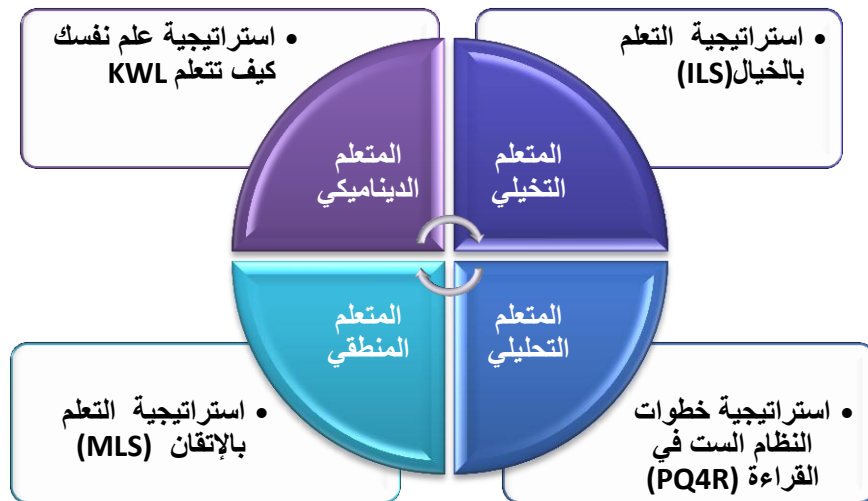 • استراتيجية التعلم
بالخيال(ILS)
المتعلم
التخيلي
• استراتيجية علم نفسك
كيف تتعلم KWL
المتعلم
الديناميكي
المتعلم
التحليلي
• استراتيجية خطوات
النظام الست في
القراءة (PQ4R)
المتعلم
المنطقي
• استراتيجية التعلم
بالإتقان (MLS)